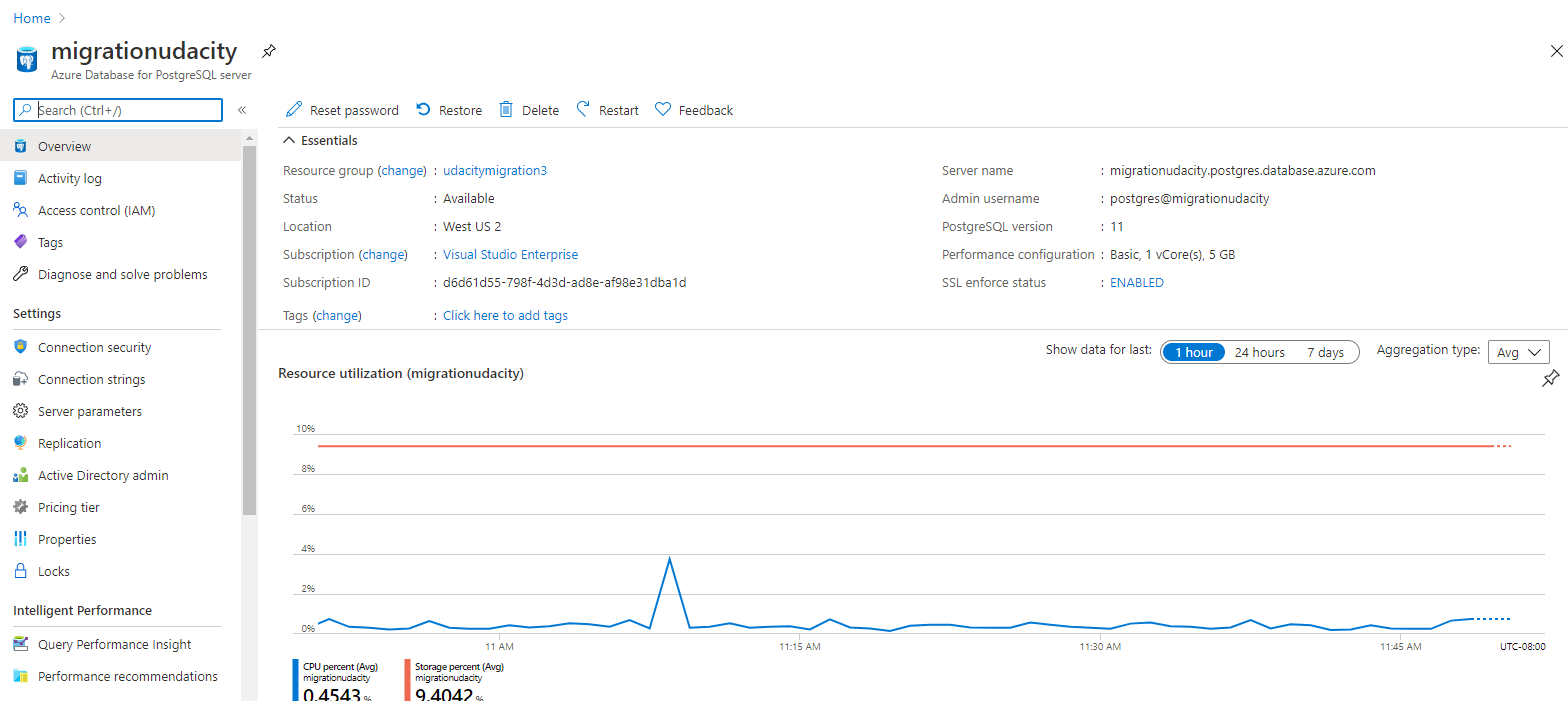 Home
migrationudacity
Azure Database for PostgreSQL server
Search (Ctrl+/)
Overview
Activity log
Access control (IAM)
Tags
Diagnose and solve problems
Settings
Connection security
Connection strings
Server parameters
Replication
Active Directory admin
Pricing tier
Properties
Locks
Intelligent Performance
Query Performance Insight
Performance recommendations
Reset password Restore Delete Restart Feedback
Essentials
Resource group (change) : udacitymigration3
Status : Available
Location : West US 2
Subscription (change) : Visual Studio Enterprise
Subscription ID : d6d61d55-798f-4d3d-ad8e-af98e31dba1d
Tags (change) : Click here to add tags
Server name : migrationudacity.postgres.database.azure.com
Admin username : postgres@migrationudacity
PostgreSQL version : 11
Performance configuration : Basic, 1 vCore(s), 5 GB
SSL enforce status : ENABLED
Show data for last: 1 hour 24 hours 7 days Aggregation type: Avg
Resource utilization (migrationudacity)
10%
8%
6%
4%
2%
0%
11 AM 11:15 AM 11:30 AM 11:45 AM UTC-08:00
CPU percent (Avg)
migrationudacity
0.4543 %
Storage percent (Avg)
migrationudacity
9.4042 %